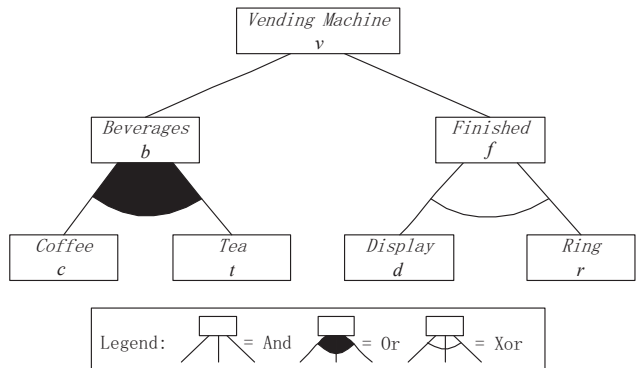 Vending Machine
v
Beverages
b
Finished
f
Coffee
c
Tea
t
Display
d
Ring
r
Legend: = And = Or = Xor